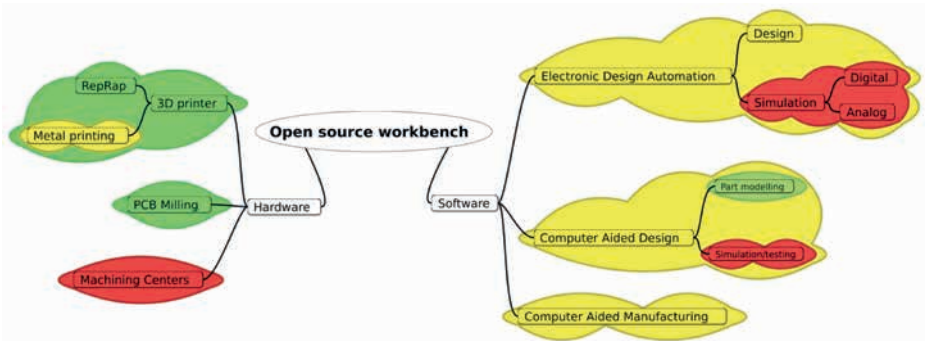 Open source workbench
Hardware
3D printer
RepRap
Metal printing
PCB Milling
Machining Centers
Software
Electronic Design Automation
Design
Simulation
Digital
Analog
Computer Aided Design
Part modelling
Simulation/testing
Computer Aided Manufacturing